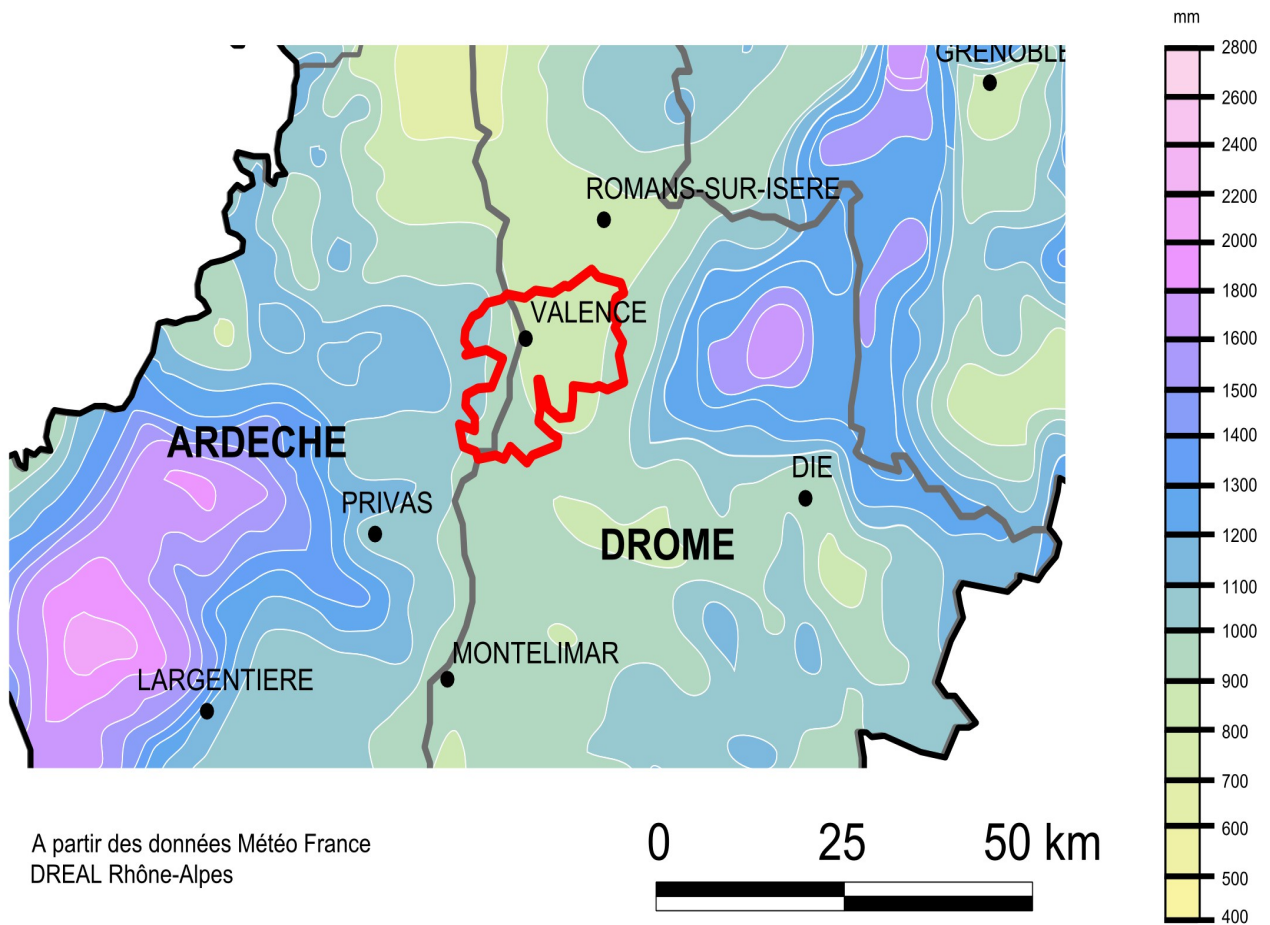 mm
GRENOBLE
ROMANS-SUR-ISERE
VALENCE
ARDECHE
DIE
PRIVAS
DROME
MONTELIMAR
LARGENTIERE
2800
2600
2400
2200
2000
1800
1600
1500
1400
1300
1200
1100
1000
900
800
700
600
500
400
A partir des données Météo France
DREAL Rhône-Alpes
0 25 50 km